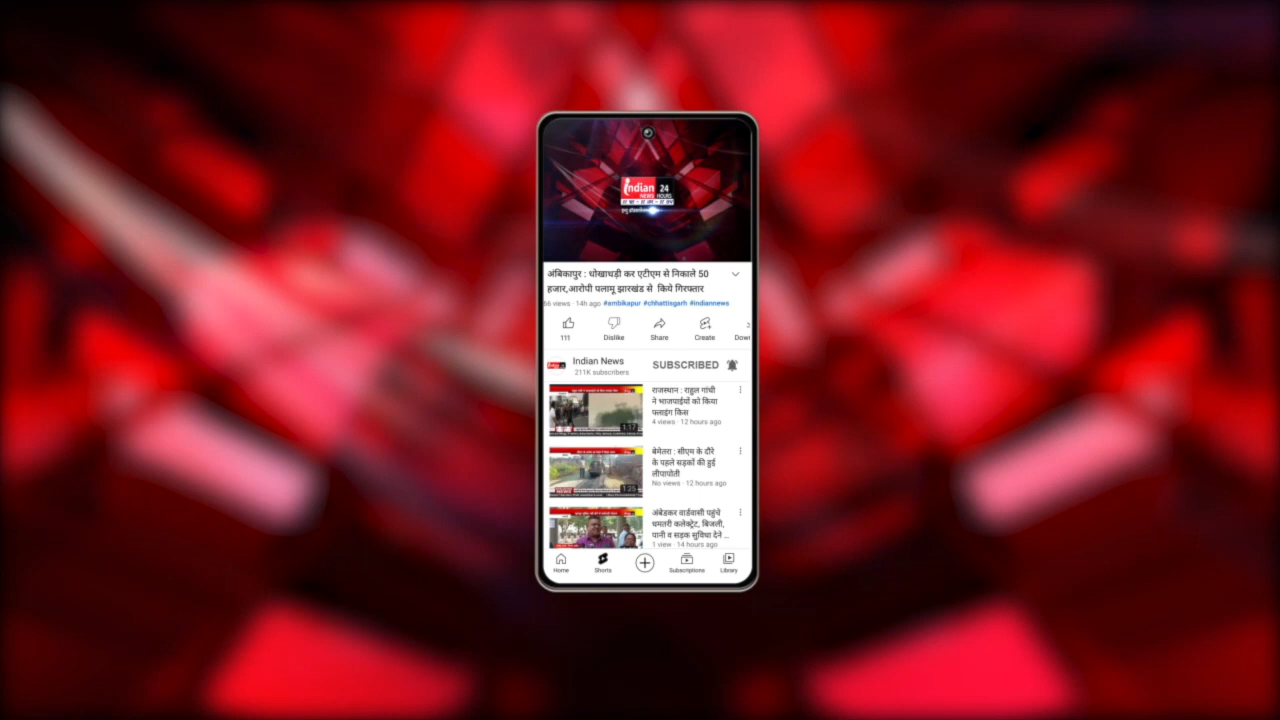 Indian
24
NEWS
HOURS
अंबिकापुर : धोखाधड़ी कर एटीएम से निकाले 50
हजार,आरोपी पलामू झारखंड से किये गिरफ्तार
66 views · 14h ago #ambikapur #chhattisgarh #indiannews
111 Dislike Share Create
Indian News
211K subscribers
SUBSCRIBED
राजस्थान : राहुल गांधी
ने भाजपाईयों को किया
फ्लाइंग किस
4 views · 12 hours ago
1:17
बेमेतरा : सीएम के दौरे
के पहले सड़कों की हुई
लीपापोती
No views · 12 hours ago
1:25
अंबेडकर वार्डवासी पहुंचे
धमतरी कलेक्ट्रेट, बिजली,
पानी व सड़क सुविधा देने ...
1 view · 14 hours ago
Home Shorts Subscriptions Library